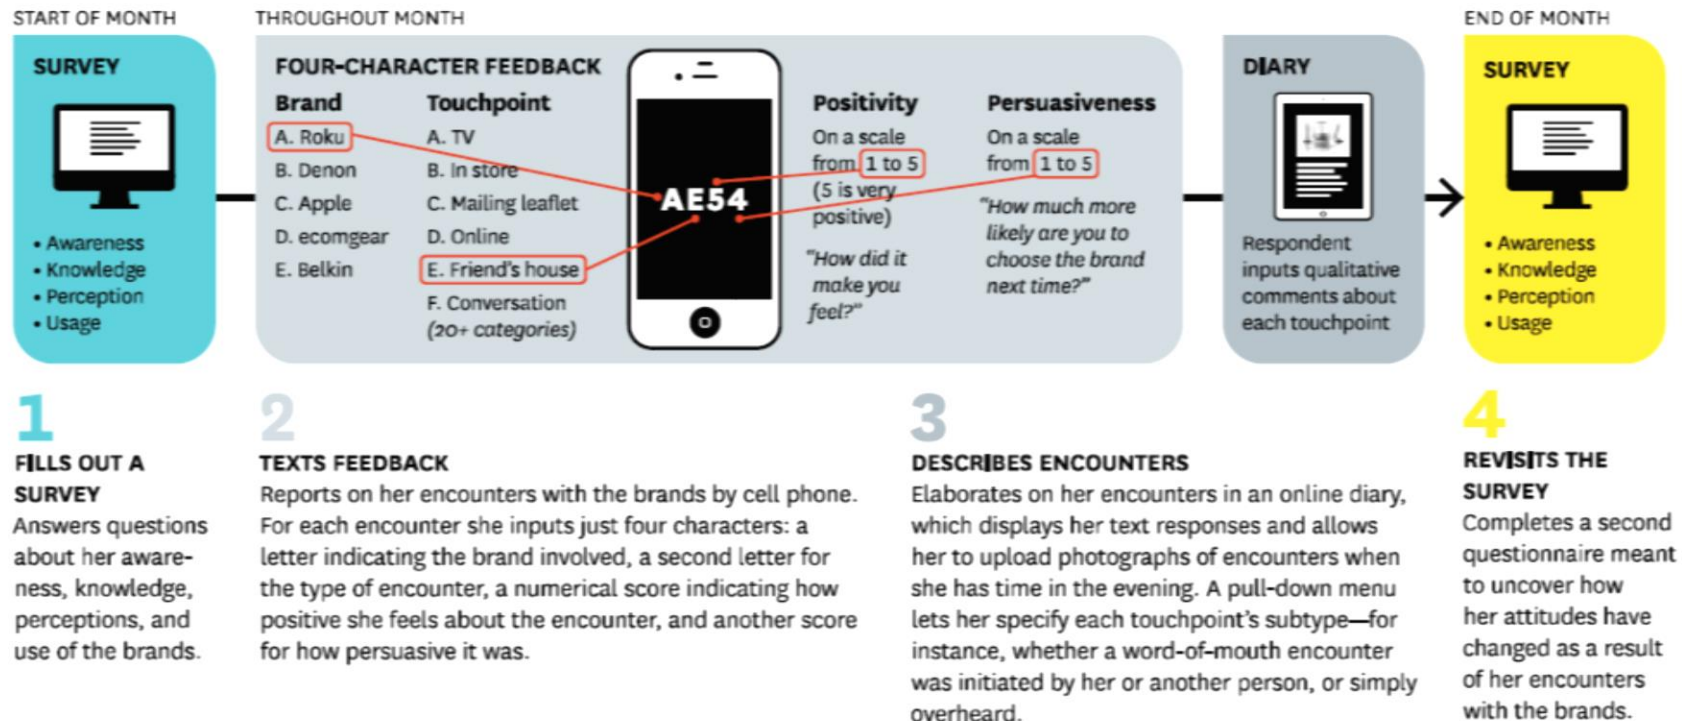 START OF MONTH
THROUGHOUT MONTH
END OF MONTH
SURVEY
• Awareness
• Knowledge
• Perception
• Usage
FOUR-CHARACTER FEEDBACK
Brand
A. Roku
B. Denon
C. Apple
D. ecomgear
E. Belkin
Touchpoint
A. TV
B. In store
C. Mailing leaflet
D. Online
E. Friend's house
F. Conversation
(20+ categories)
AE54
Positivity
On a scale
from 1 to 5
(5 is very
positive)
"How did it
make you
feel?"
Persuasiveness
On a scale
from 1 to 5
"How much more
likely are you to
choose the brand
next time?"
DIARY
Respondent
inputs qualitative
comments about
each touchpoint
SURVEY
• Awareness
• Knowledge
• Perception
• Usage
1
FILLS OUT A
SURVEY
Answers questions
about her aware-
ness, knowledge,
perceptions, and
use of the brands.
2
TEXTS FEEDBACK
Reports on her encounters with the brands by cell phone.
For each encounter she inputs just four characters: a
letter indicating the brand involved, a second letter for
the type of encounter, a numerical score indicating how
positive she feels about the encounter, and another score
for how persuasive it was.
3
DESCRIBES ENCOUNTERS
Elaborates on her encounters in an online diary,
which displays her text responses and allows
her to upload photographs of encounters when
she has time in the evening. A pull-down menu
lets her specify each touchpoint's subtype—for
instance, whether a word-of-mouth encounter
was initiated by her or another person, or simply
overheard.
4
REVISITS THE
SURVEY
Completes a second
questionnaire meant
to uncover how
her attitudes have
changed as a result
of her encounters
with the brands.